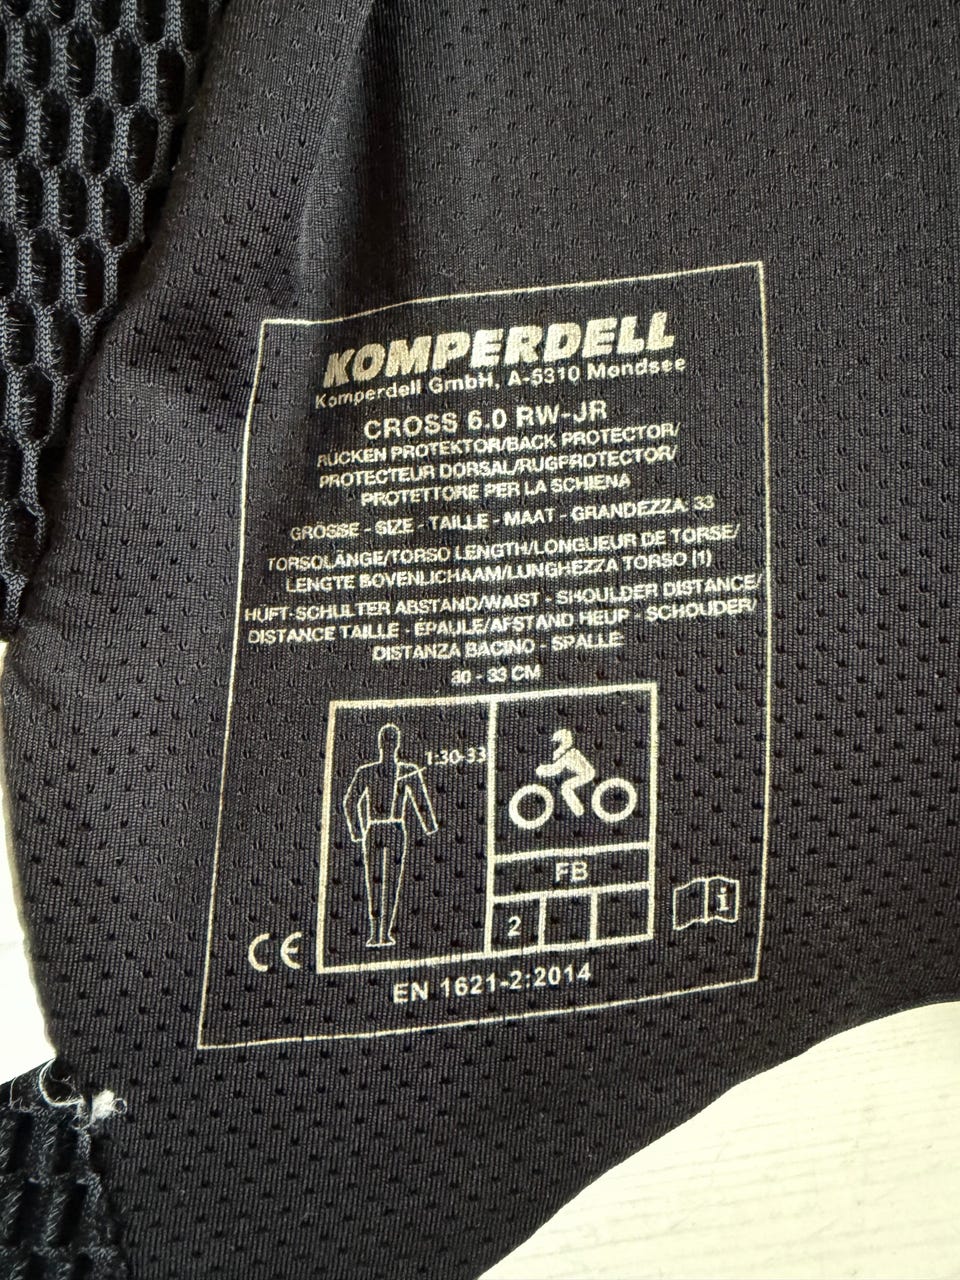 KOMPERDELL
Komperdell GmbH, A-5310 Mondsee
CROSS 6.0 RW-JR
RÜCKEN PROTEKTOR/BACK PROTECTOR/
PROTECTEUR DORSAL/RUGPROTECTOR/
PROTETTORE PER LA SCHIENA
GRÖSSE - SIZE - TAILLE - MAAT - GRANDEZZA: 33
TORSOLÄNGE/TORSO LENGTH/LONGUEUR DE TORSE/
LENGTE BOVENLICHAAM/LUNGHEZZA TORSO (1)
HÜFT-SCHULTER ABSTAND/WAIST - SHOULDER DISTANCE/
DISTANCE TAILLE - ÉPAULE/AFSTAND HEUP - SCHOUDER/
DISTANZA BACINO - SPALLE:
30 - 33 CM
1:30-33
FB
2
i
CE
EN 1621-2:2014